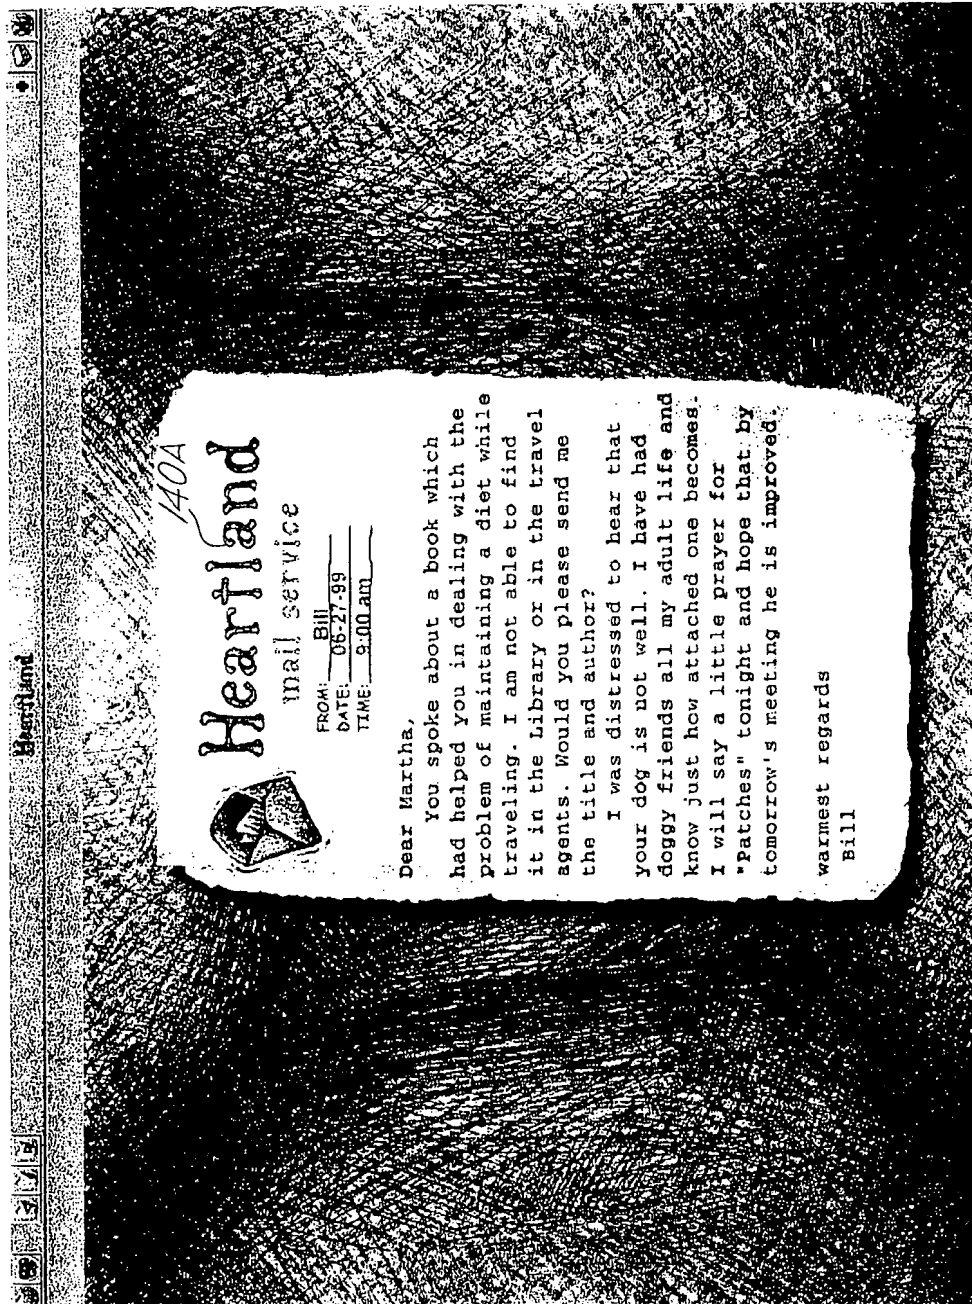 Heartland
140A
Heartland
mail service
FROM: Bill
DATE: 06-27-99
TIME: 9:00 am
Dear Martha,
You spoke about a book which
had helped you in dealing with the
problem of maintaining a diet while
traveling. I am not able to find
it in the Library or in the travel
agents. Would you please send me
the title and author?
I was distressed to hear that
your dog is not well. I have had
doggy friends all my adult life and
know just how attached one becomes.
I will say a little prayer for
"Patches" tonight and hope that by
tomorrow's meeting he is improved.
warmest regards
Bill